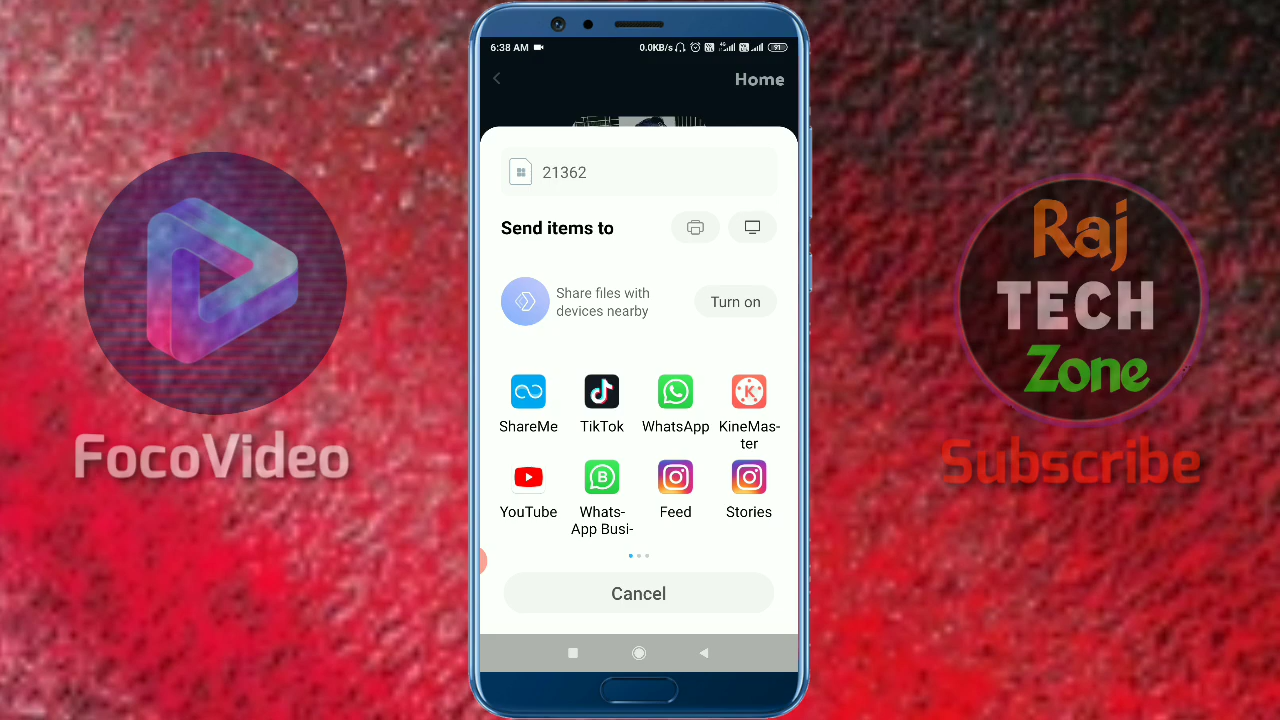 6:38 AM
0.0KB/s
91
Home
21362
Send items to
Share files with
devices nearby
Turn on
ShareMe
TikTok
WhatsApp
KineMas-
ter
YouTube
Whats-
App Busi-
Feed
Stories
Cancel
FocoVideo
Raj
TECH
Zone
Subscribe